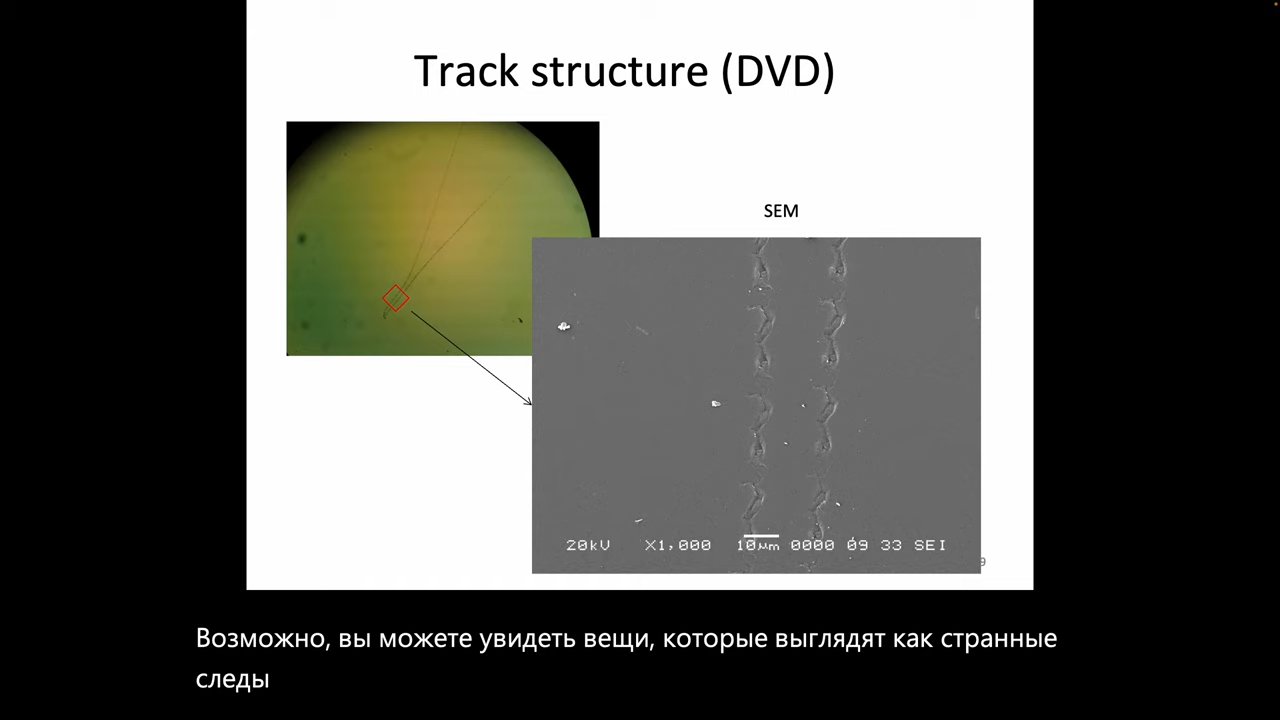 Track structure (DVD)
SEM
20kV X1,000 10µm 0000 09 33 SEI
9
Возможно, вы можете увидеть вещи, которые выглядят как странные
следы